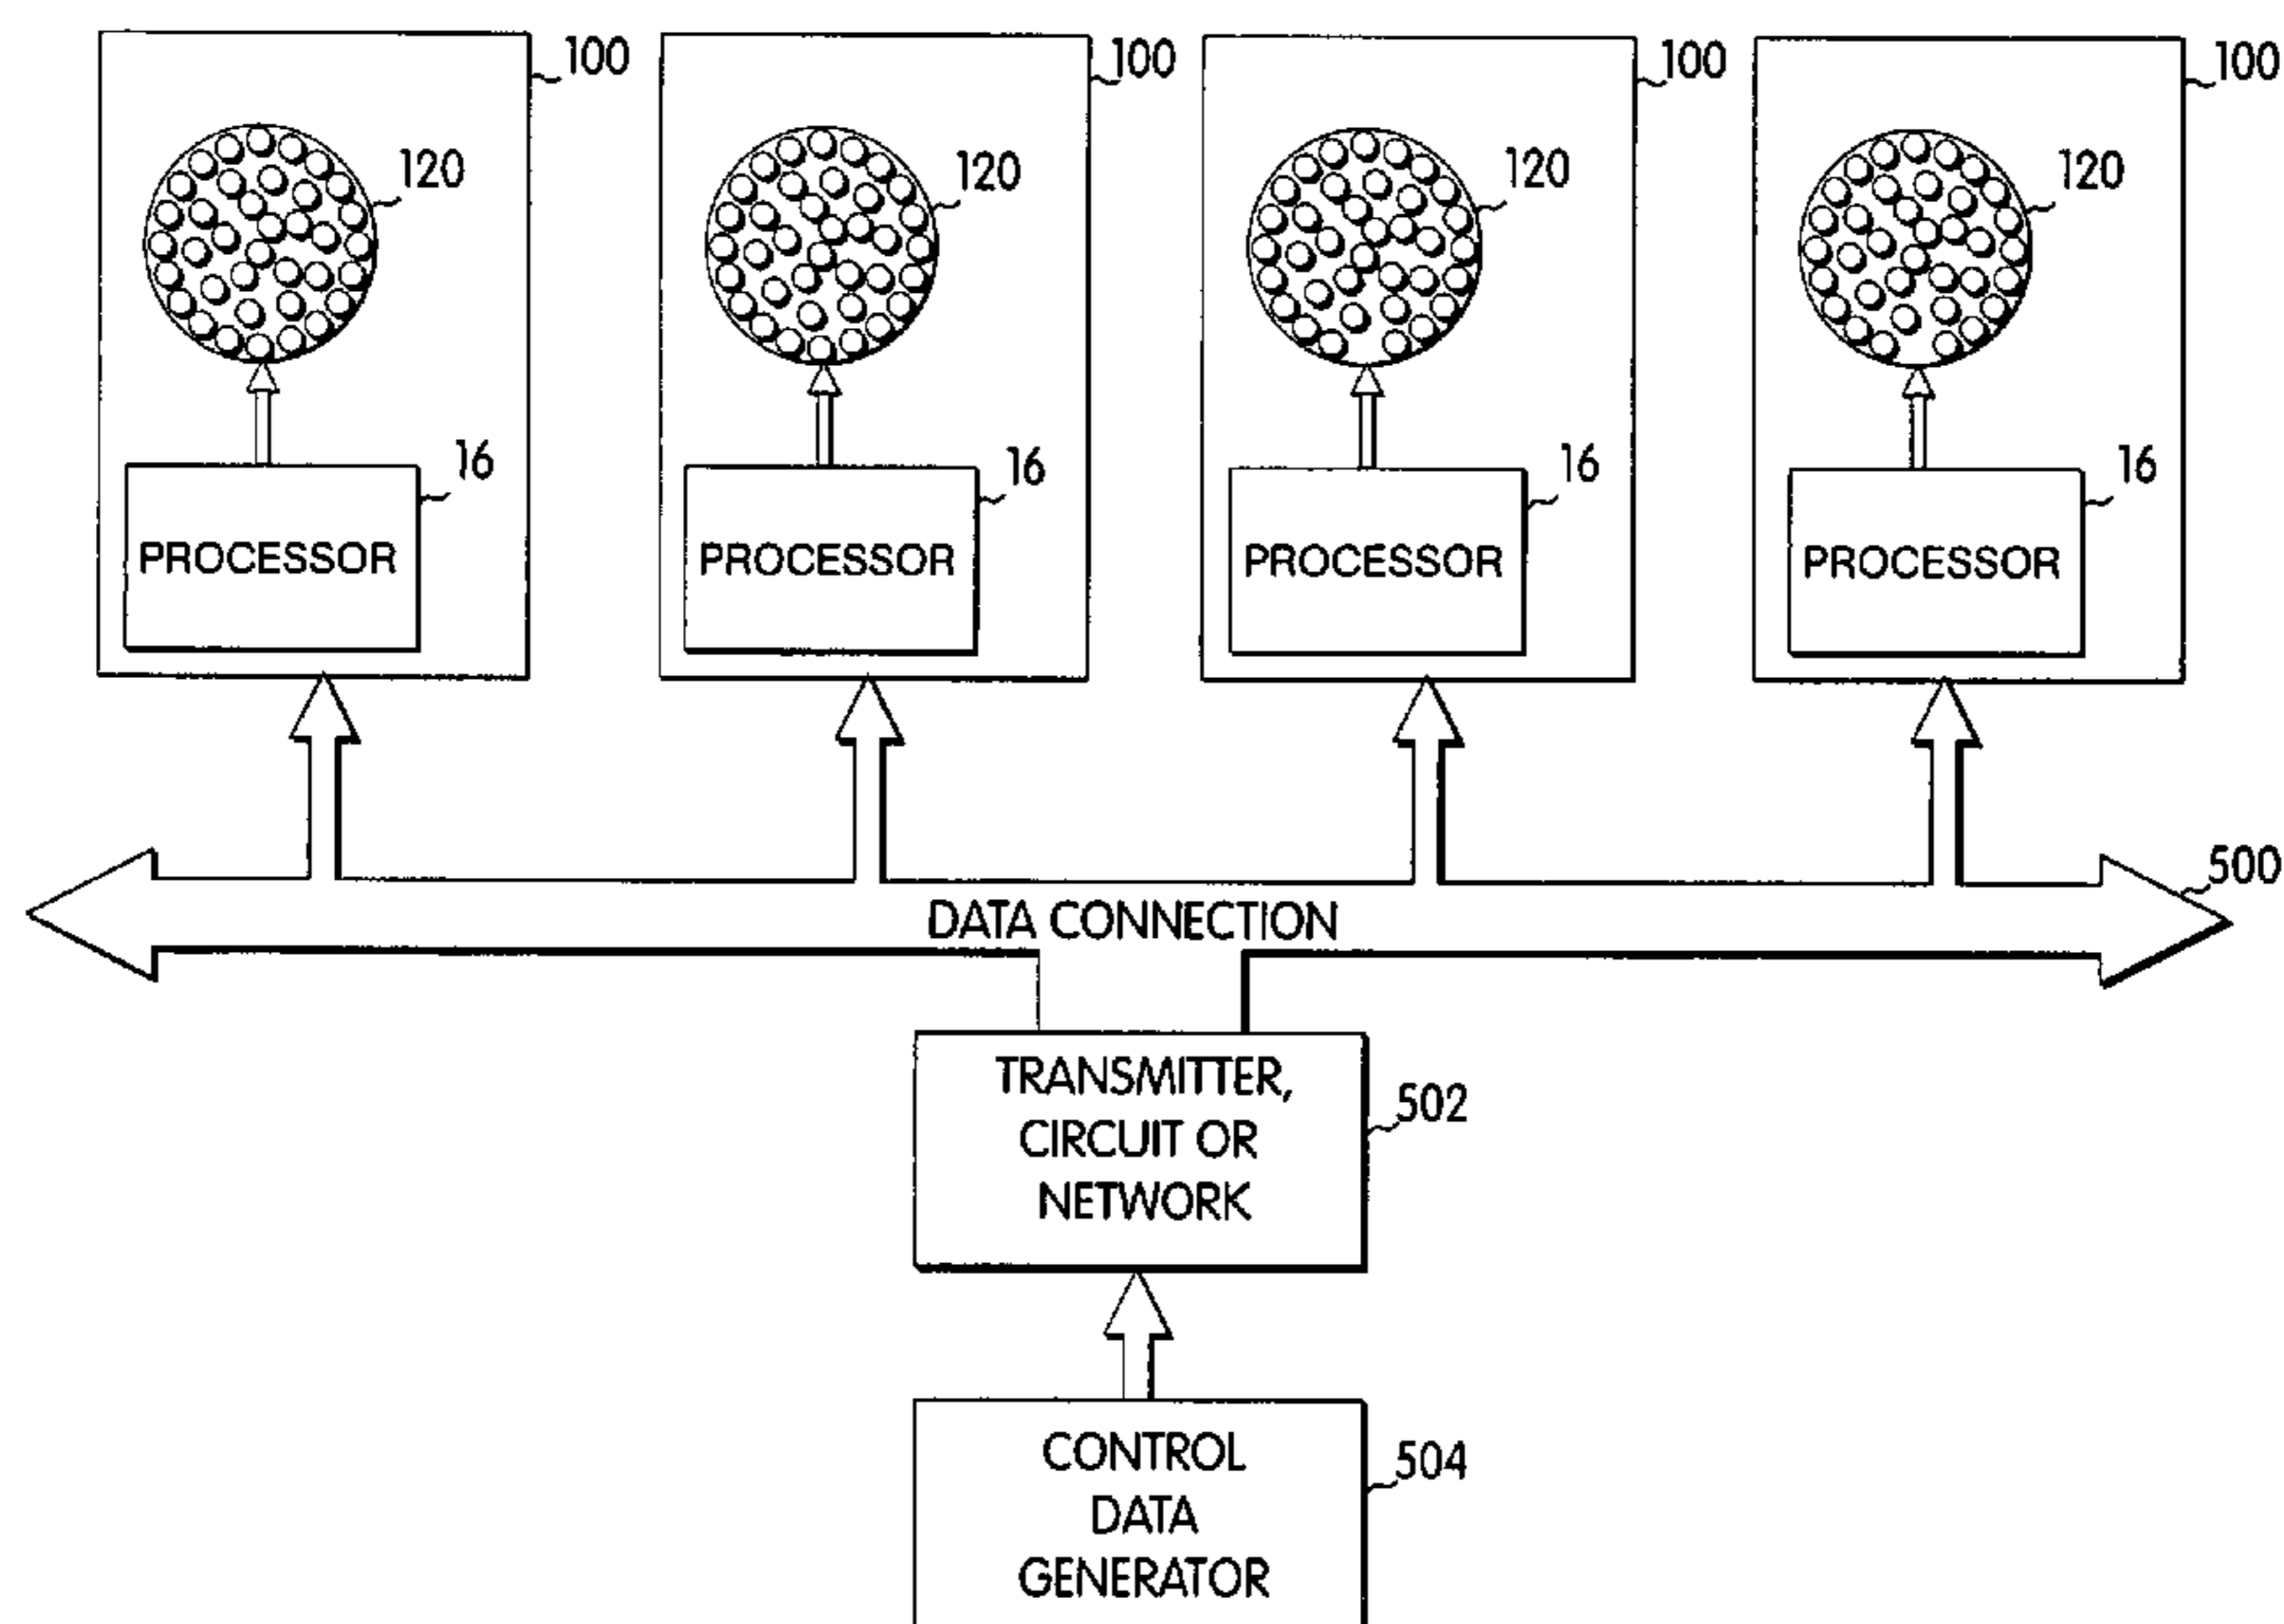 100 100 100 100
120 120 120 120
16 16 16 16
PROCESSOR PROCESSOR PROCESSOR PROCESSOR
500
DATA CONNECTION
TRANSMITTER,
502
CIRCUIT OR
NETWORK
CONTROL
504
DATA
GENERATOR